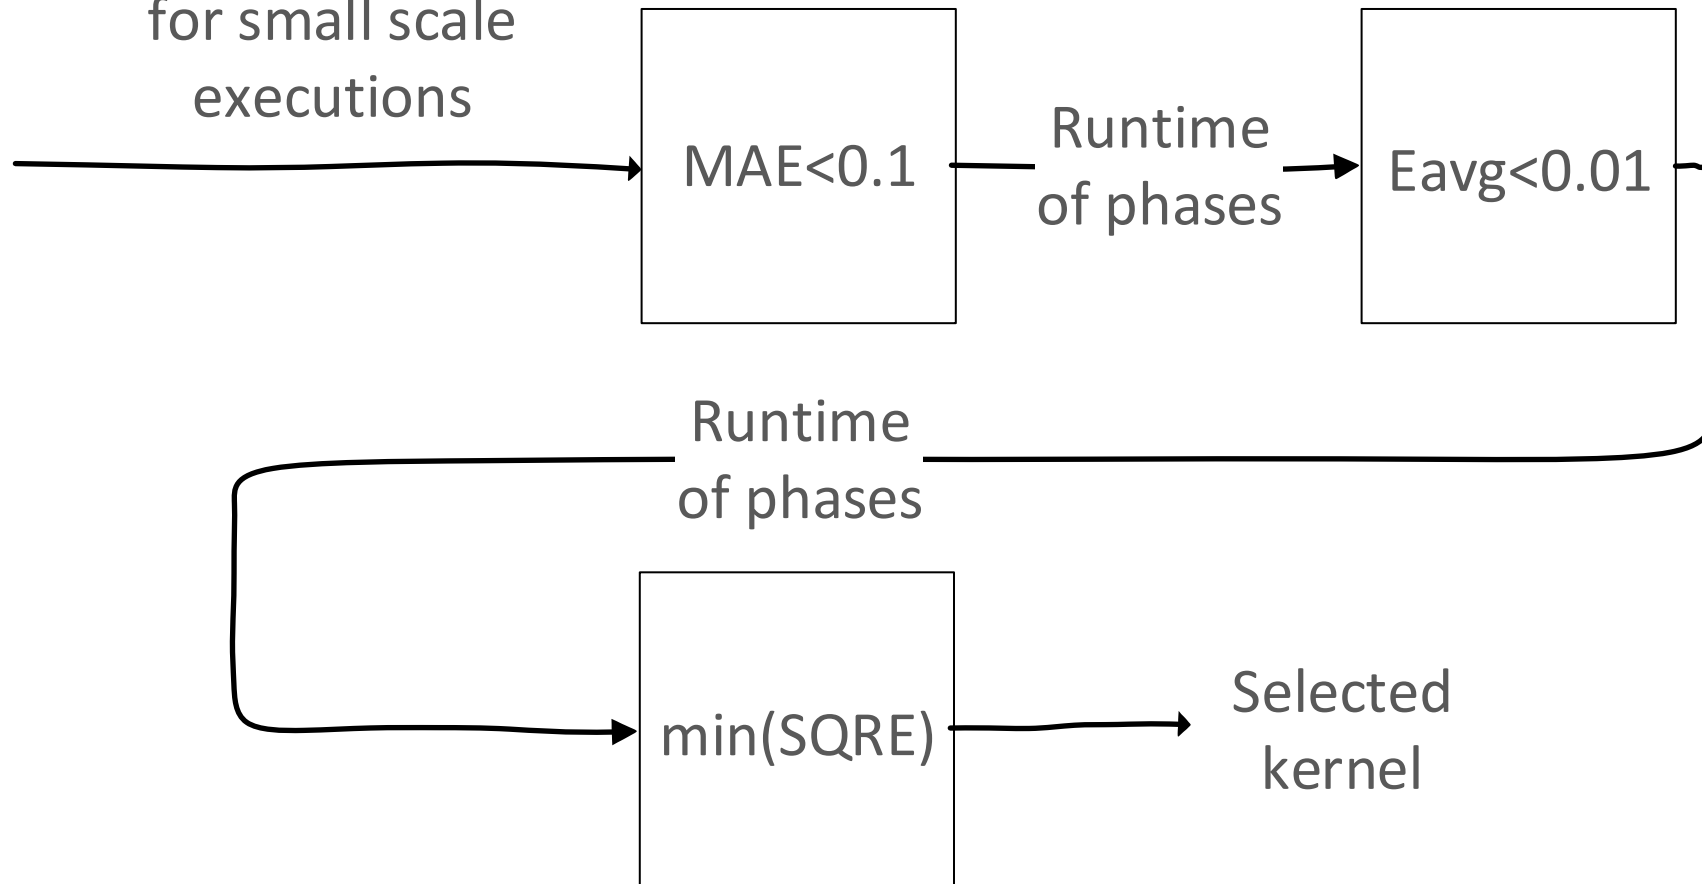 for small scale
executions
MAE<0.1
Runtime
of phases
Eavg<0.01
Runtime
of phases
min(SQRE)
Selected
kernel